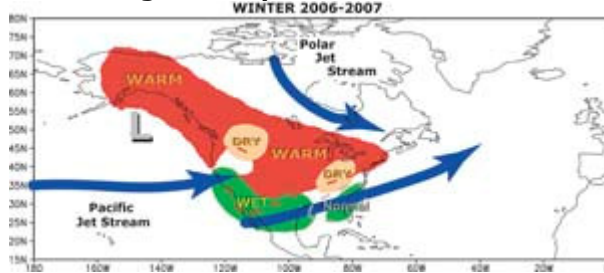 WINTER 2006-2007
80N
75N
70N
65N
60N
55N
50N
45N
40N
35N
30N
25N
20N
15N
Polar
Jet
Stream
WARM
L
DRY
WARM
DRY
WET
Normal
Pacific
Jet Stream
180
160W
140W
120W
100W
80W
60W
40W
20W